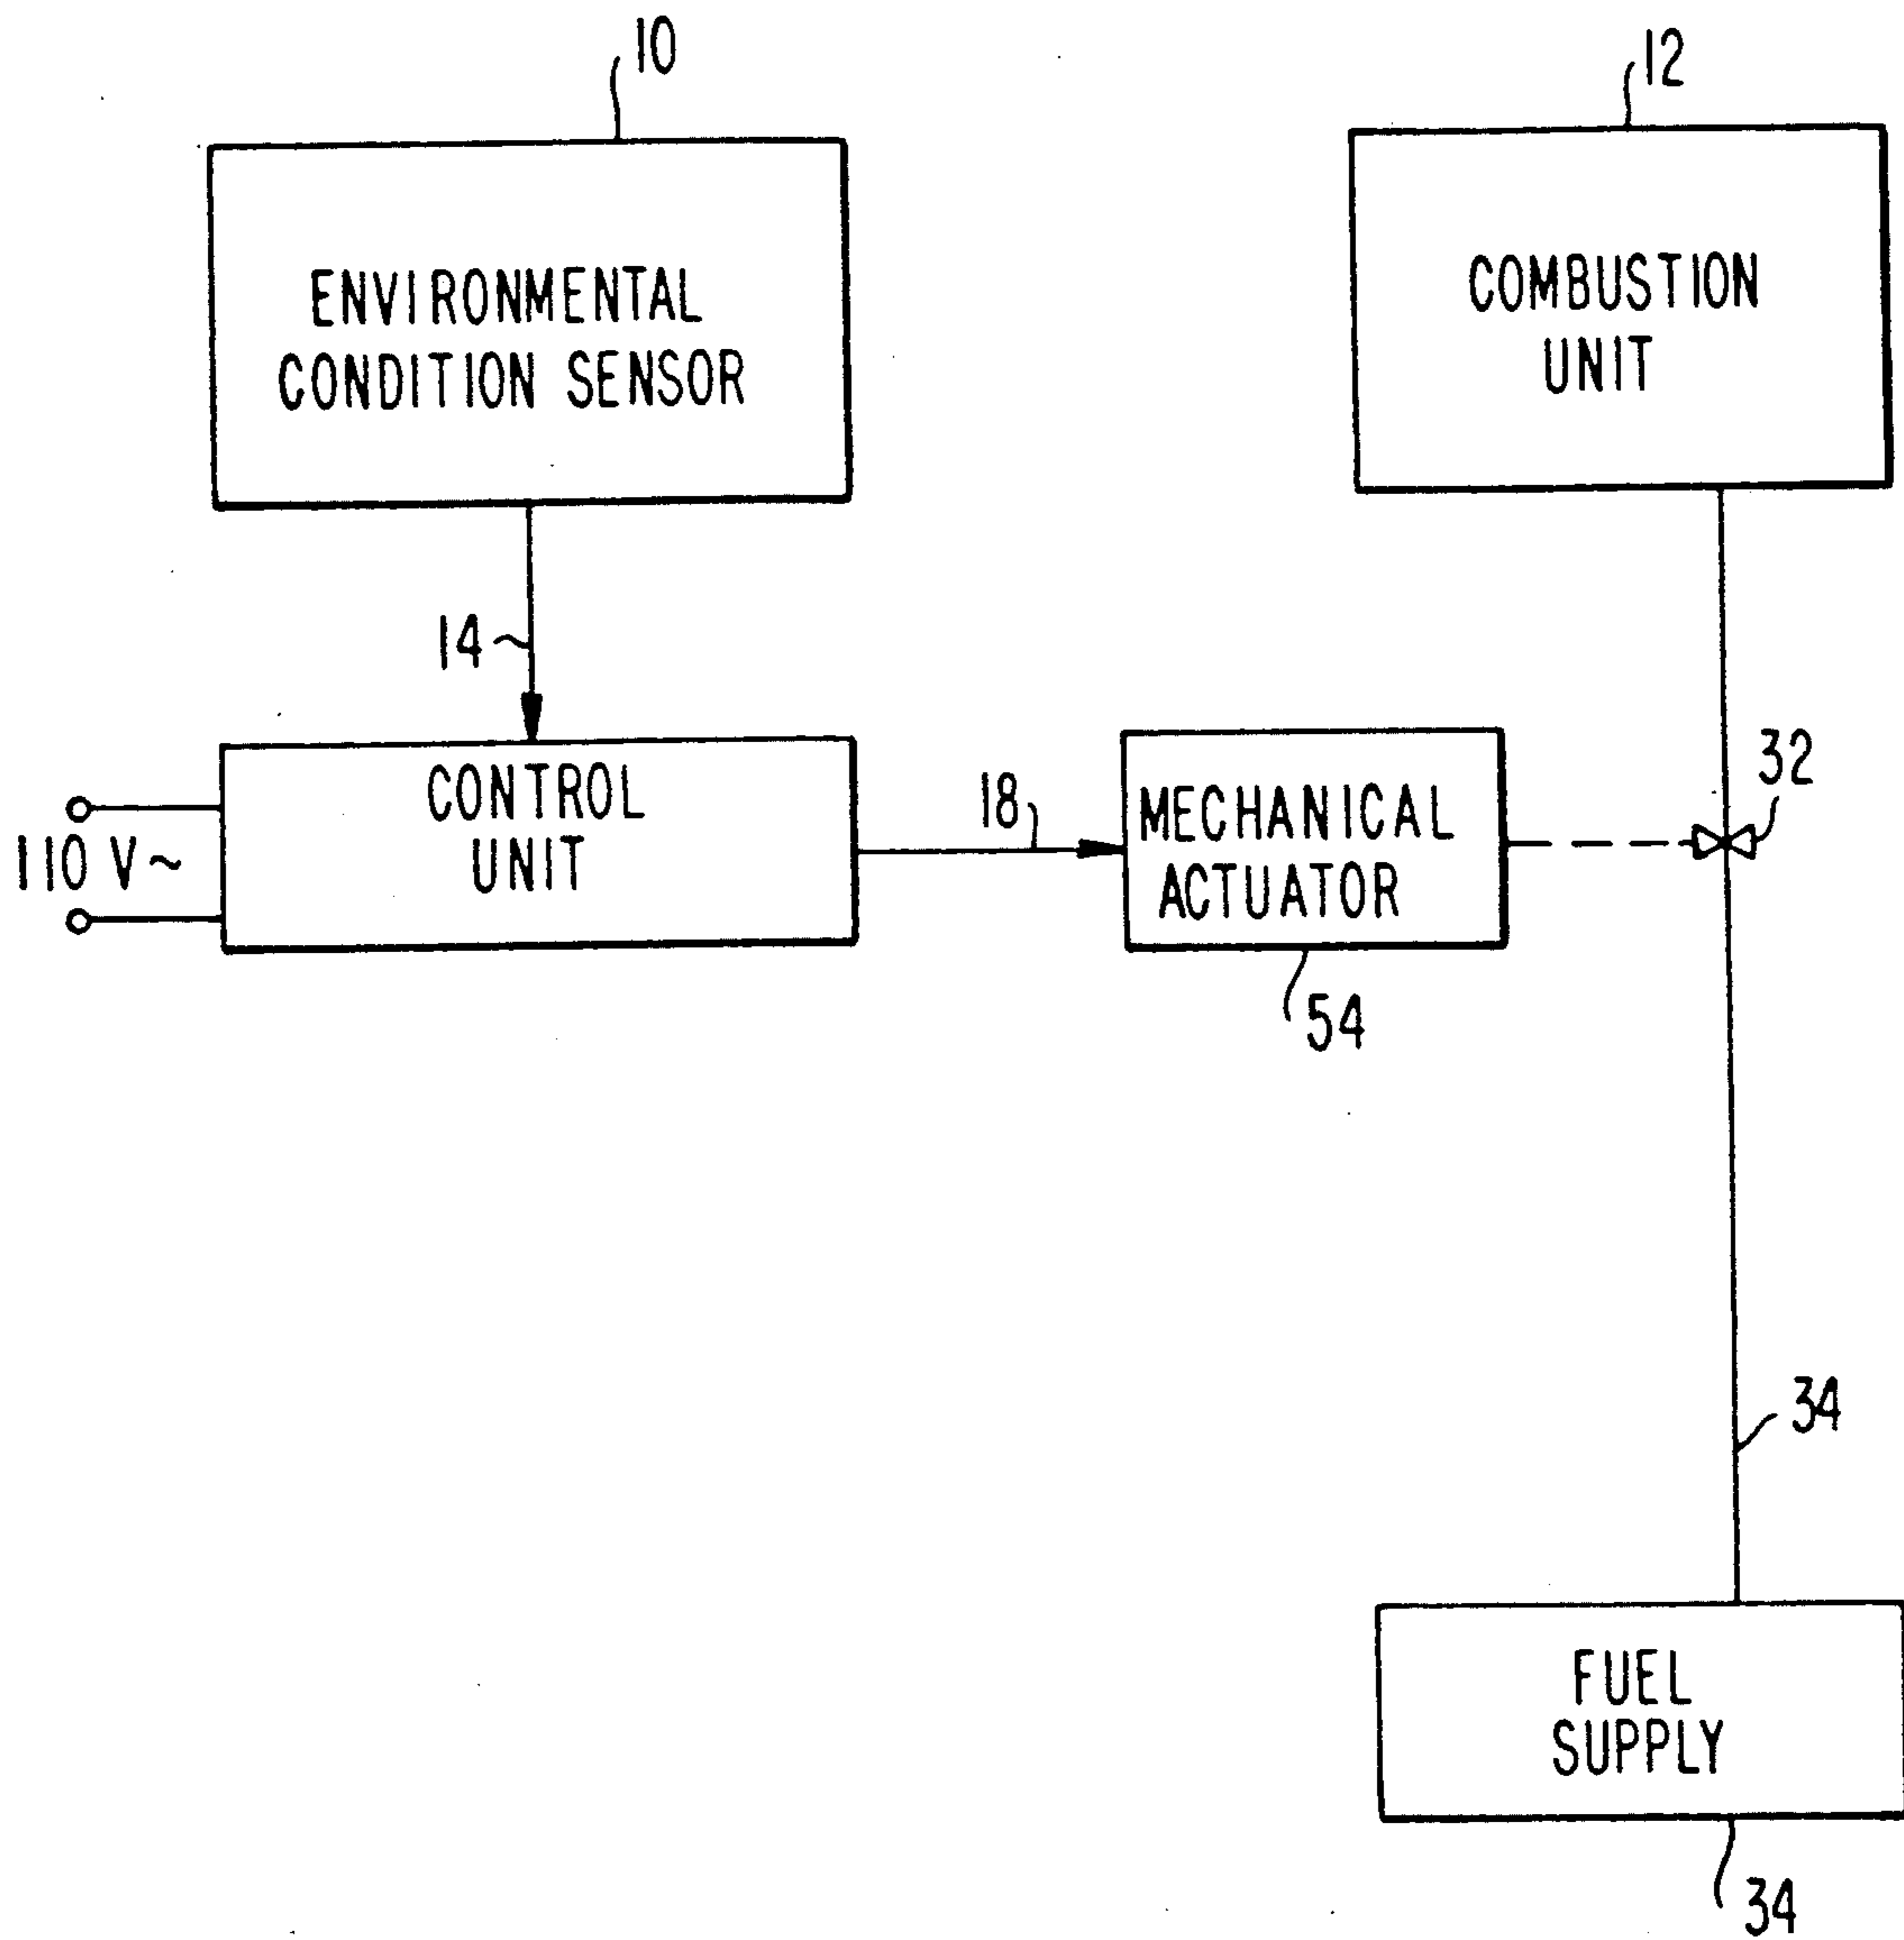 10
12
ENVIRONMENTAL
CONDITION SENSOR
COMBUSTION
UNIT
14
CONTROL
UNIT
110 V ~
18
MECHANICAL
ACTUATOR
32
54
34
FUEL
SUPPLY
34